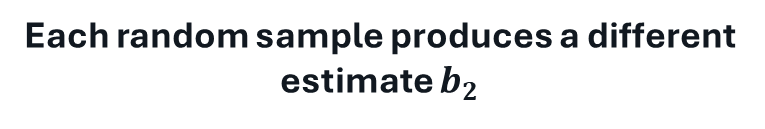 Each random sample produces a different
estimate b₂